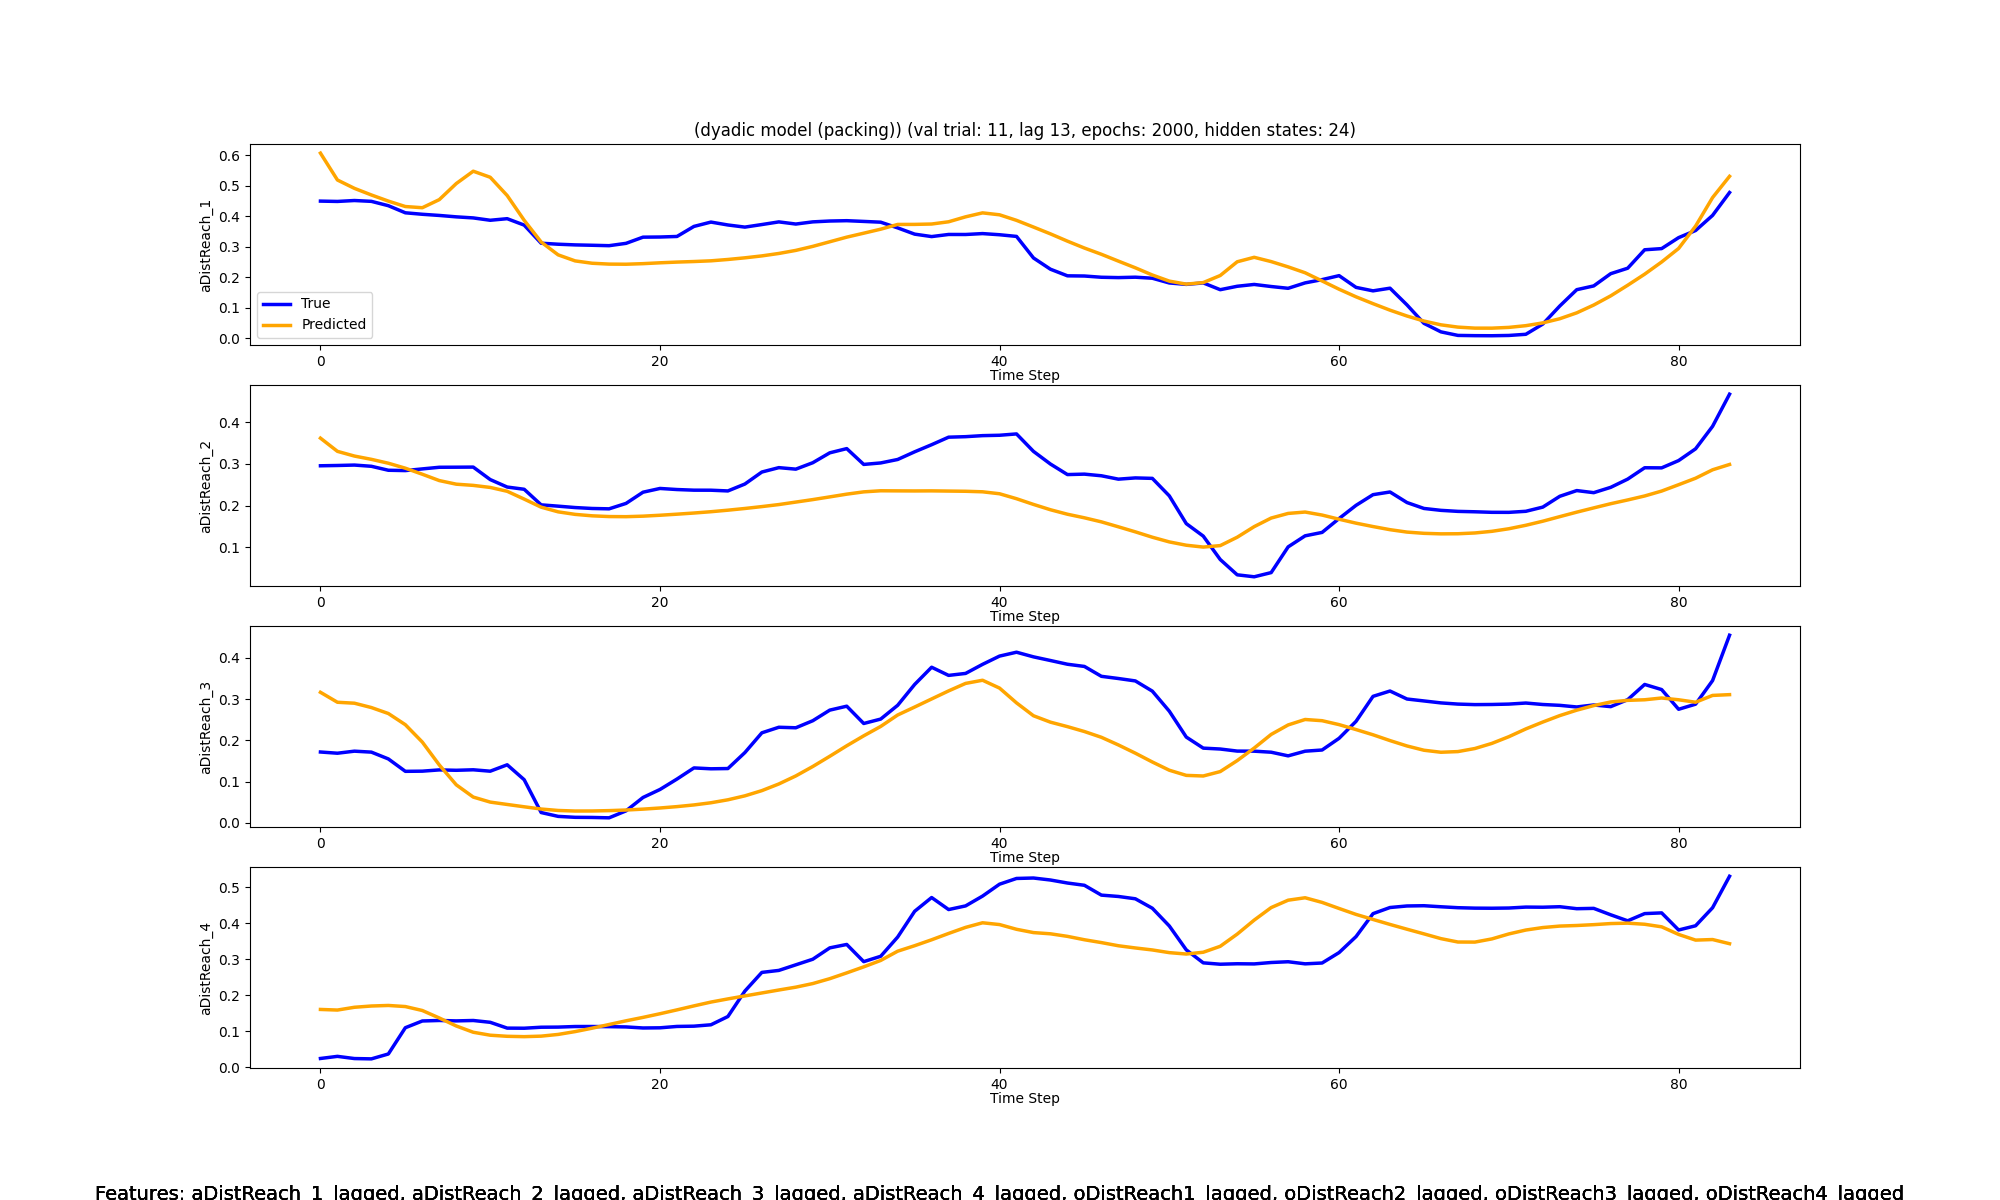 (dyadic model (packing)) (val trial: 11, lag 13, epochs: 2000, hidden states: 24)
0.6
0.5
0.4
0.3
0.2
0.1
0.0
aDistReach_1
True
Predicted
0 20 40 60 80
Time Step
0.4
0.3
0.2
0.1
aDistReach_2
0 20 40 60 80
Time Step
0.4
0.3
0.2
0.1
0.0
aDistReach_3
0 20 40 60 80
Time Step
0.5
0.4
0.3
0.2
0.1
0.0
aDistReach_4
0 20 40 60 80
Time Step
Features: aDistReach_1_lagged, aDistReach_2_lagged, aDistReach_3_lagged, aDistReach_4_lagged, oDistReach1_lagged, oDistReach2_lagged, oDistReach3_lagged, oDistReach4_lagged